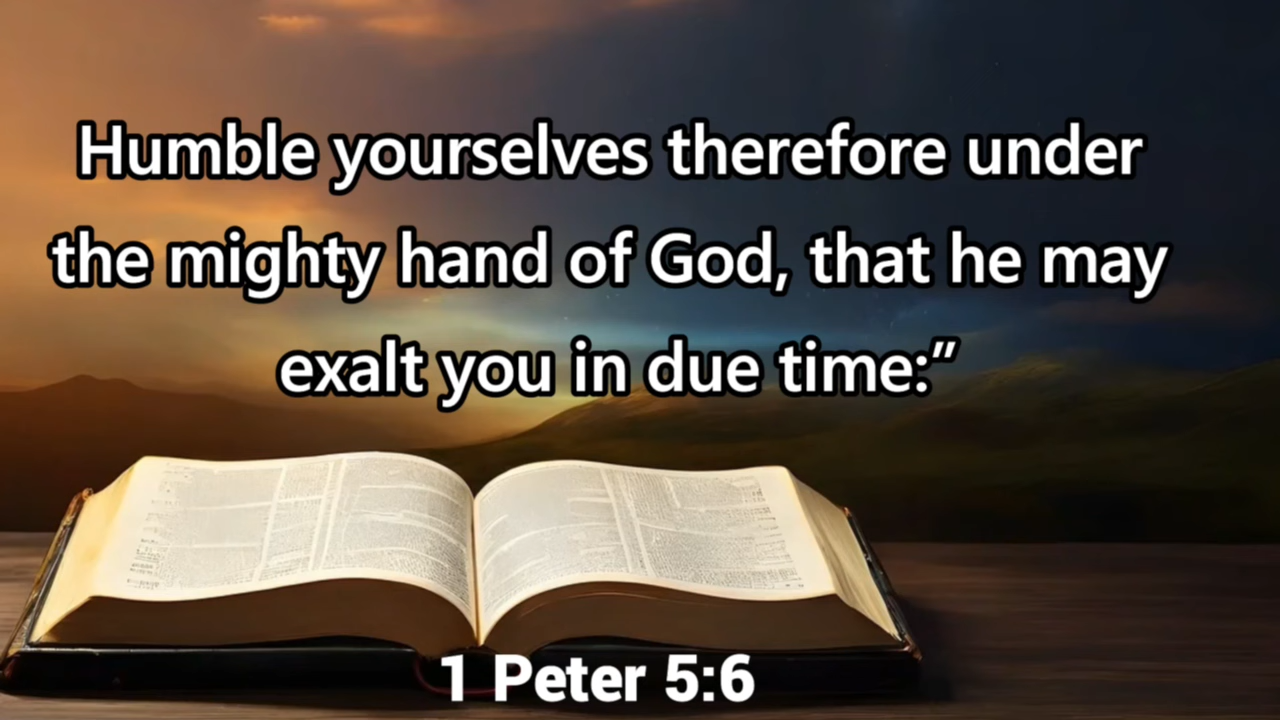 Humble yourselves therefore under
the mighty hand of God, that he may
exalt you in due time:”
1 Peter 5:6